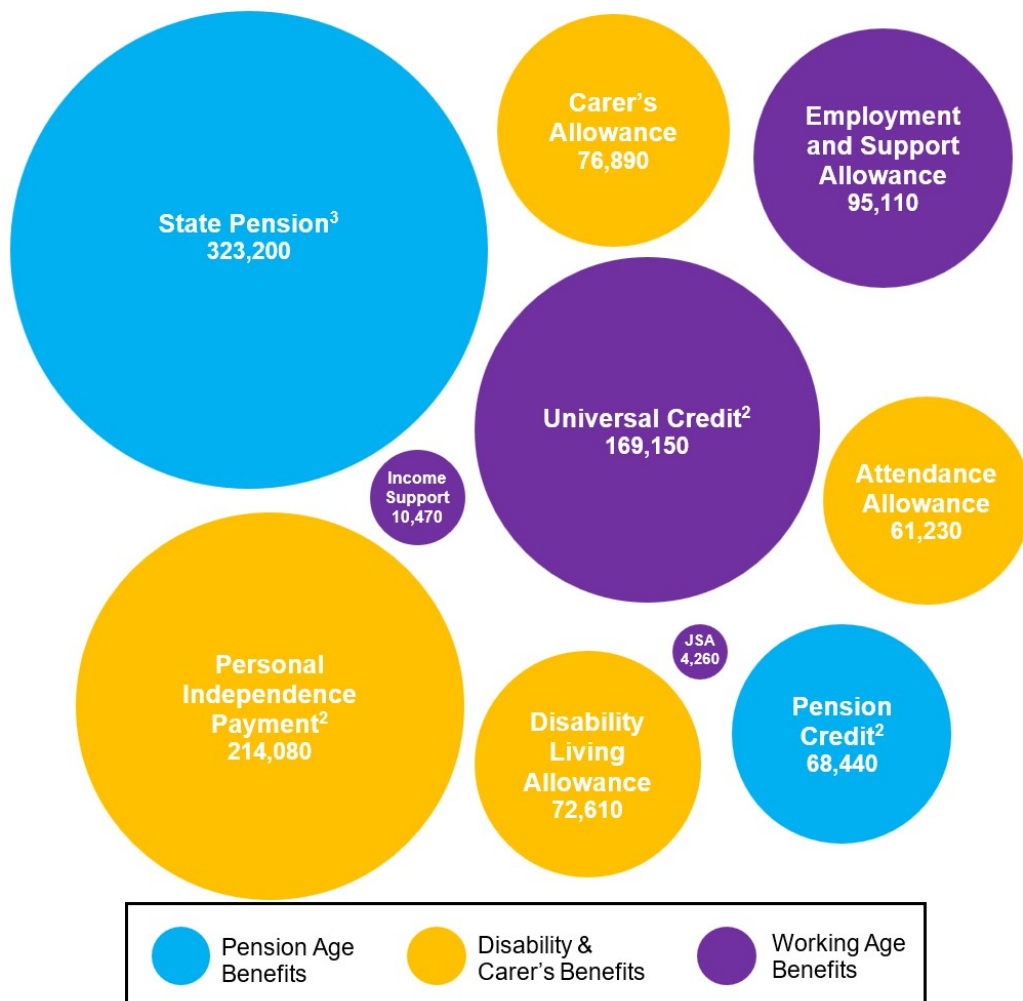 State Pension³
323,200
Carer’s
Allowance
76,890
Employment
and Support
Allowance
95,110
Universal Credit²
169,150
Income
Support
10,470
Attendance
Allowance
61,230
Personal
Independence
Payment²
214,080
JSA
4,260
Disability
Living
Allowance
72,610
Pension
Credit²
68,440
Pension Age
Benefits
Disability &
Carer’s Benefits
Working Age
Benefits